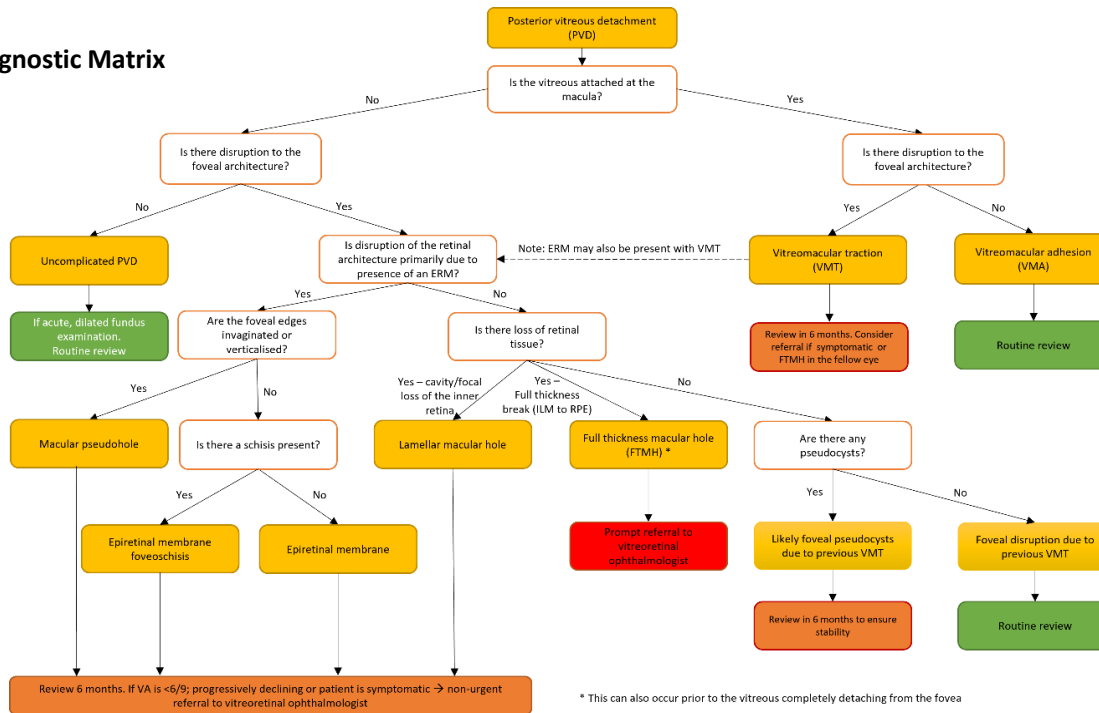 gnostic Matrix
Posterior vitreous detachment
(PVD)
Is the vitreous attached at the
macula?
No
Yes
Is there disruption to the
foveal architecture?
Is there disruption to the
foveal architecture?
No
Yes
Yes
No
Uncomplicated PVD
Is disruption of the retinal
architecture primarily due to
presence of an ERM?
Note: ERM may also be present with VMT
Vitreomacular traction
(VMT)
Vitreomacular adhesion
(VMA)
If acute, dilated fundus
examination.
Routine review
Yes
No
Are the foveal edges
invaginated or
verticalised?
Is there loss of retinal
tissue?
Review in 6 months. Consider
referral if symptomatic or
FTMH in the fellow eye
Routine review
Yes
No
Yes – cavity/focal
loss of the inner
retina
Yes –
Full thickness
break (ILM to RPE)
No
Macular pseudohole
Is there a schisis present?
Lamellar macular hole
Full thickness macular hole
(FTMH) *
Are there any
pseudocysts?
Yes
No
Yes
No
Epiretinal membrane
foveoschisis
Epiretinal membrane
Prompt referral to
vitreoretinal
ophthalmologist
Likely foveal pseudocysts
due to previous VMT
Foveal disruption due to
previous VMT
Review in 6 months to ensure
stability
Routine review
Review 6 months. If VA is <6/9; progressively declining or patient is symptomatic → non-urgent
referral to vitreoretinal ophthalmologist
* This can also occur prior to the vitreous completely detaching from the fovea